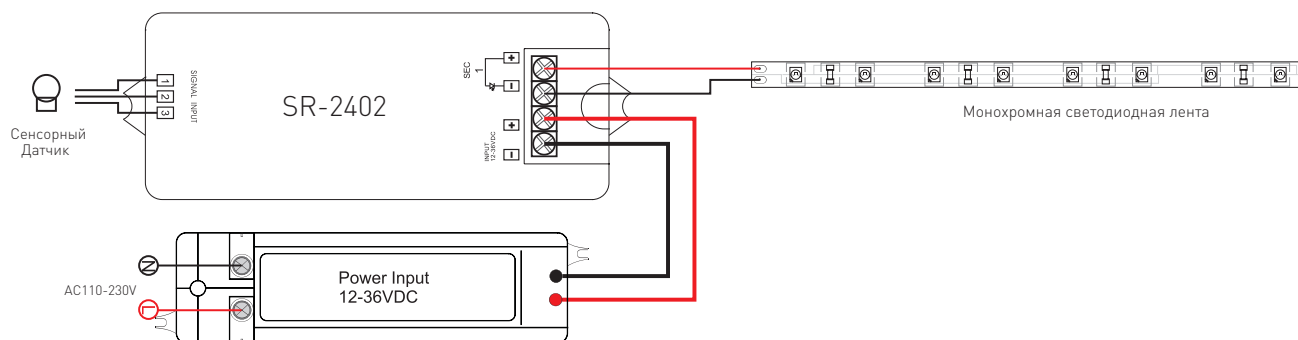 Сенсорный
Датчик
1
2
3
SIGNAL INPUT
SR-2402
SEC
1
+
−
+
−
INPUT
12-36VDC
Монохромная светодиодная лента
N
AC110-230V
L
Power Input
12-36VDC